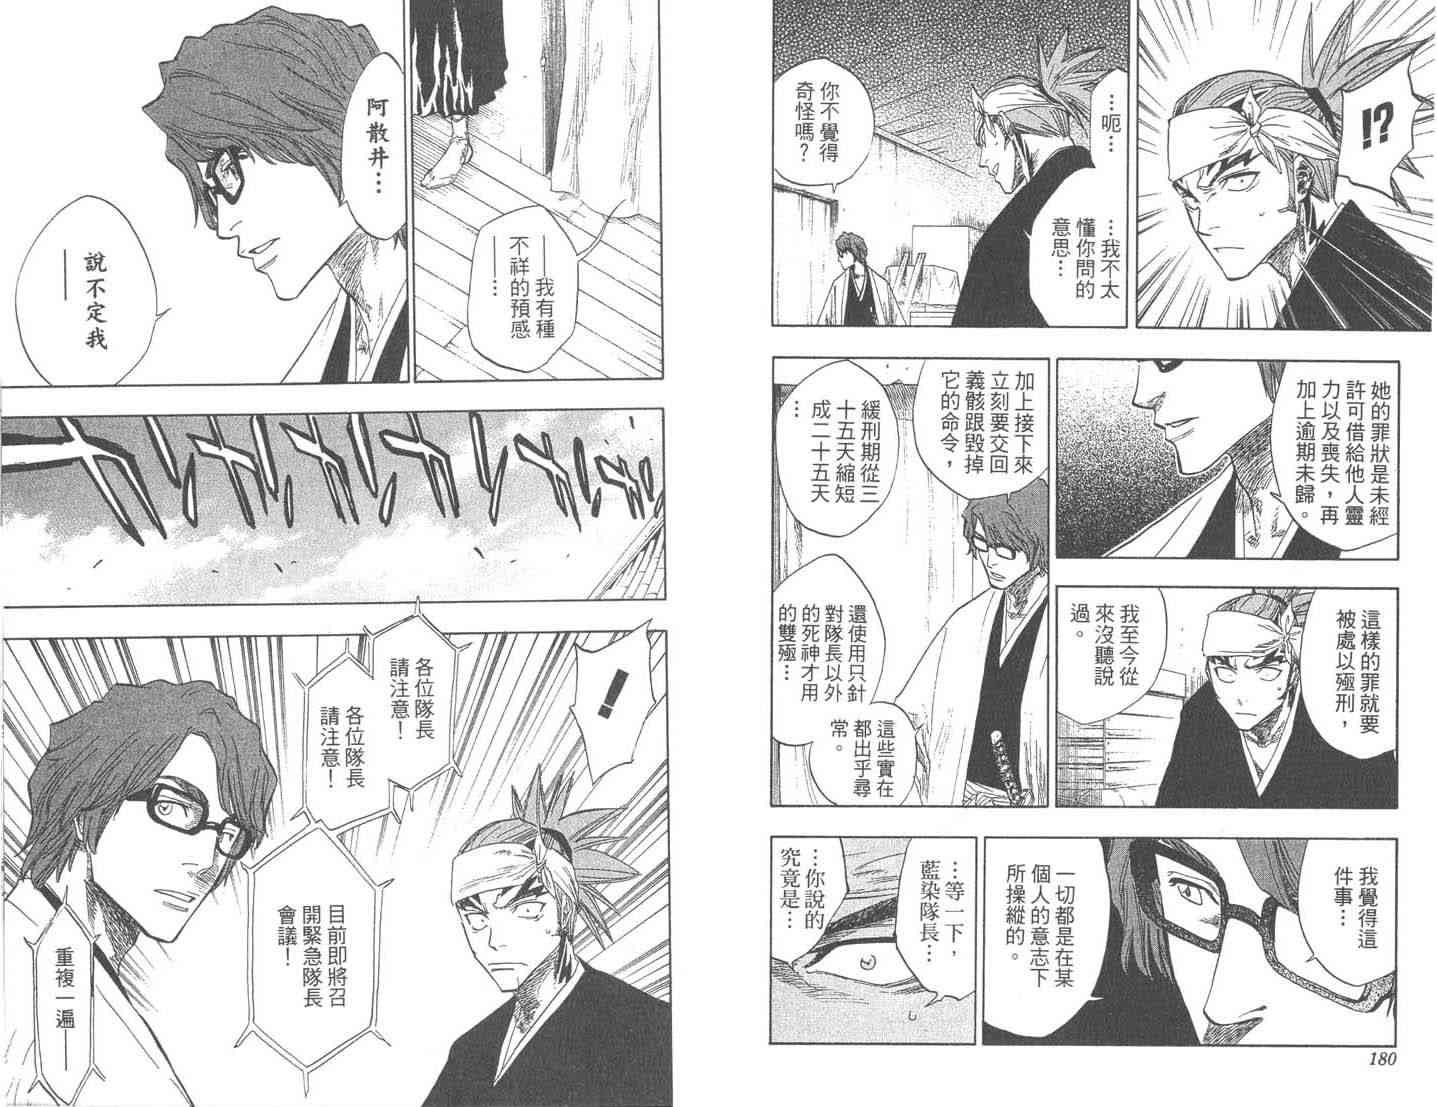 !?
…呃…
…我不太
懂你問的
意思…
你不覺得
奇怪嗎?
她的罪狀是未經
許可借給他人靈
力以及喪失,再
加上逾期未歸。
加上接下來
立刻要交回
義骸跟毀掉
它的命令,
緩刑期從三
十五天縮短
成二十五天
…
這樣的罪就要
被處以殛刑,
我至今從
來沒聽說
過。
還使用只針
對隊長以外
的死神才用
的雙殛…
這些實在
都出乎尋
常。
我覺得這
件事…
一切都是在某
個人的意志下
所操縱的。
…等一下,
藍染隊長…
…你說的
究竟是…
180
——我有種
不祥的預感
——…
阿散井…
說不定我
——
!
各位隊長
請注意!
各位隊長
請注意!
目前即將召
開緊急隊長
會議!
重複一遍——